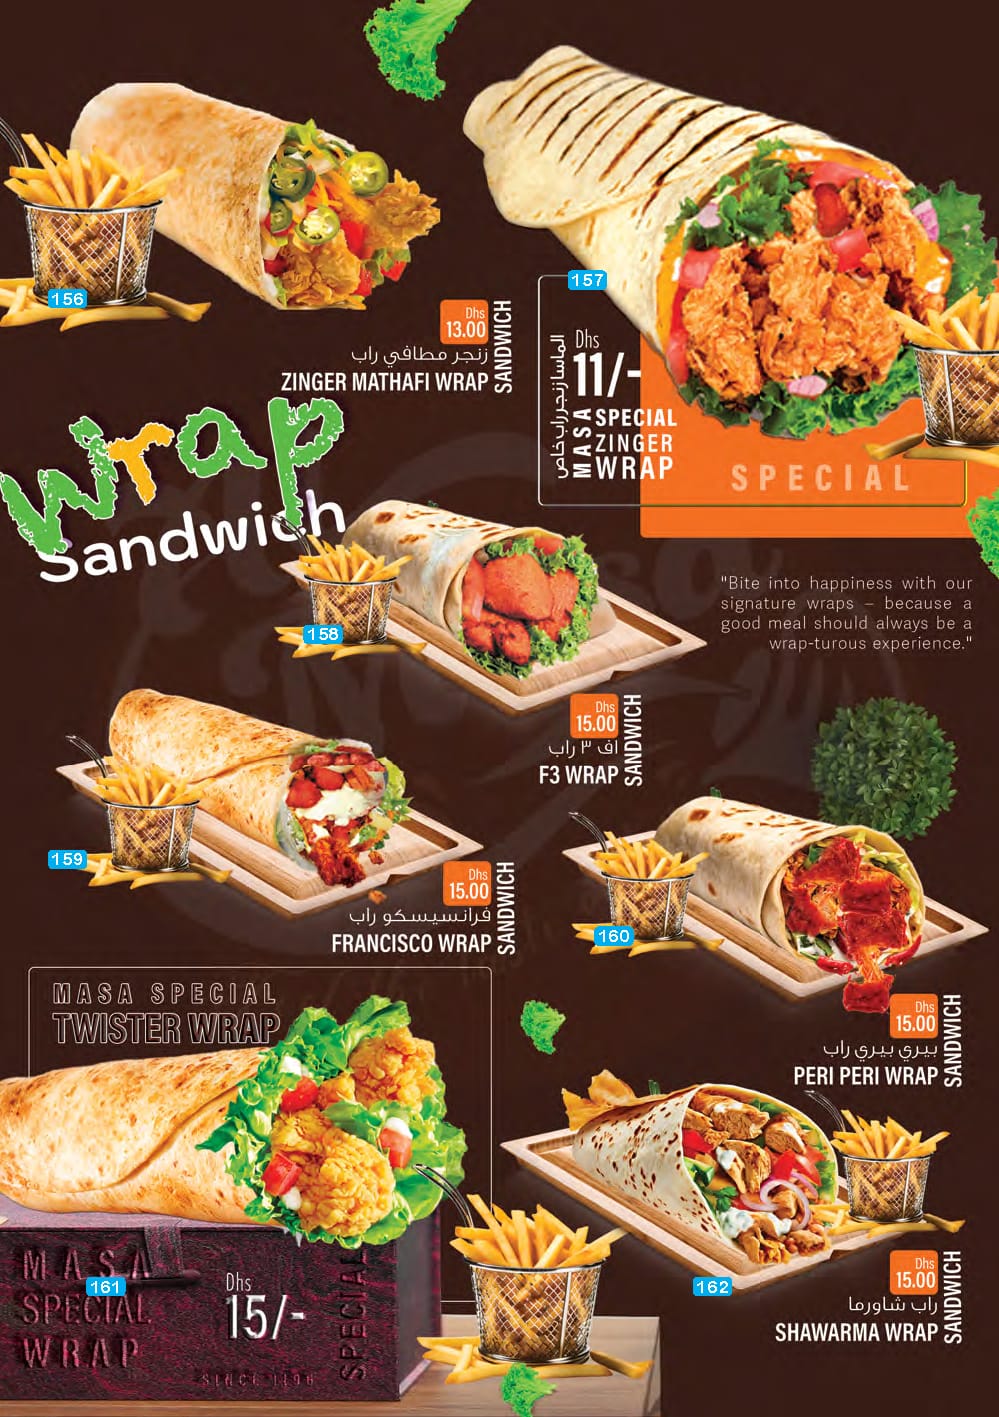 156
Dhs
13.00
زنجر مطافي راب
ZINGER MATHAFI WRAP
SANDWICH
157
Dhs
11/-
الماسا زنجر راب خاص
MASA
SPECIAL
ZINGER
WRAP
SPECIAL
wrap
Sandwich
"Bite into happiness with our
signature wraps – because a
good meal should always be a
wrap-turous experience."
158
Dhs
15.00
اف ٣ راب
F3 WRAP
SANDWICH
159
Dhs
15.00
فرانسيسكو راب
FRANCISCO WRAP
SANDWICH
160
Dhs
15.00
بيري بيري راب
PERI PERI WRAP
SANDWICH
MASA SPECIAL
TWISTER WRAP
MASA
161
SPECIAL
WRAP
Dhs
15/-
SPECIAL
SINCE 1196
162
Dhs
15.00
راب شاورما
SHAWARMA WRAP
SANDWICH